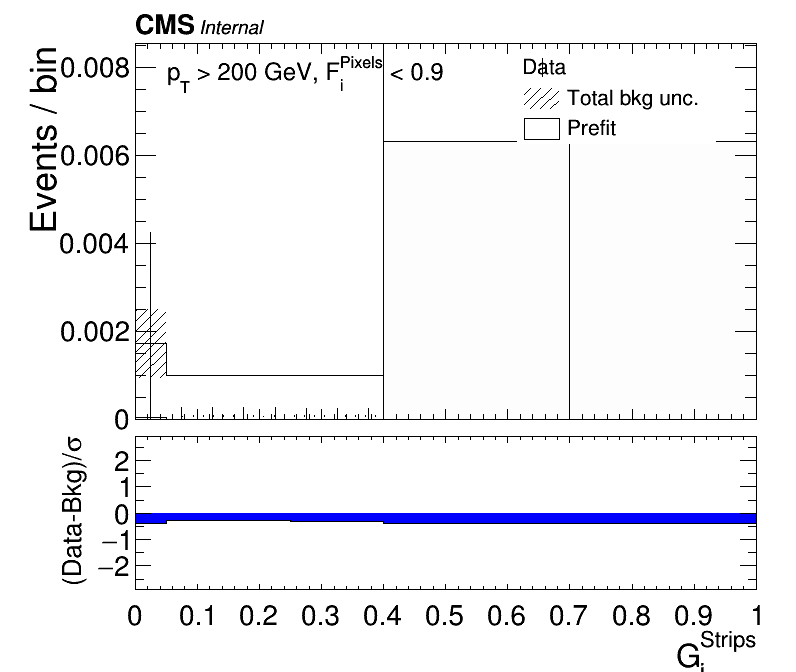 CMS Internal
p_T > 200 GeV, F_i^Pixels < 0.9
Data
Total bkg unc.
Prefit
Events / bin
0.008
0.006
0.004
0.002
0
(Data-Bkg)/σ
2
1
0
−1
−2
0 0.1 0.2 0.3 0.4 0.5 0.6 0.7 0.8 0.9 1
G_i^Strips